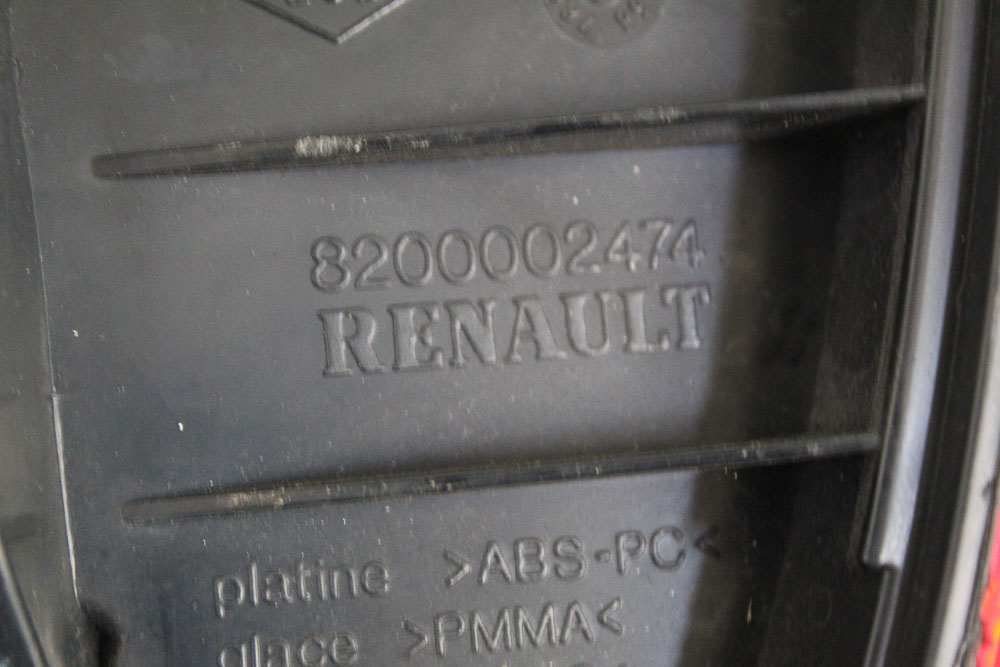 8200002474
RENAULT
platine >ABS-PC<
glace >PMMA<